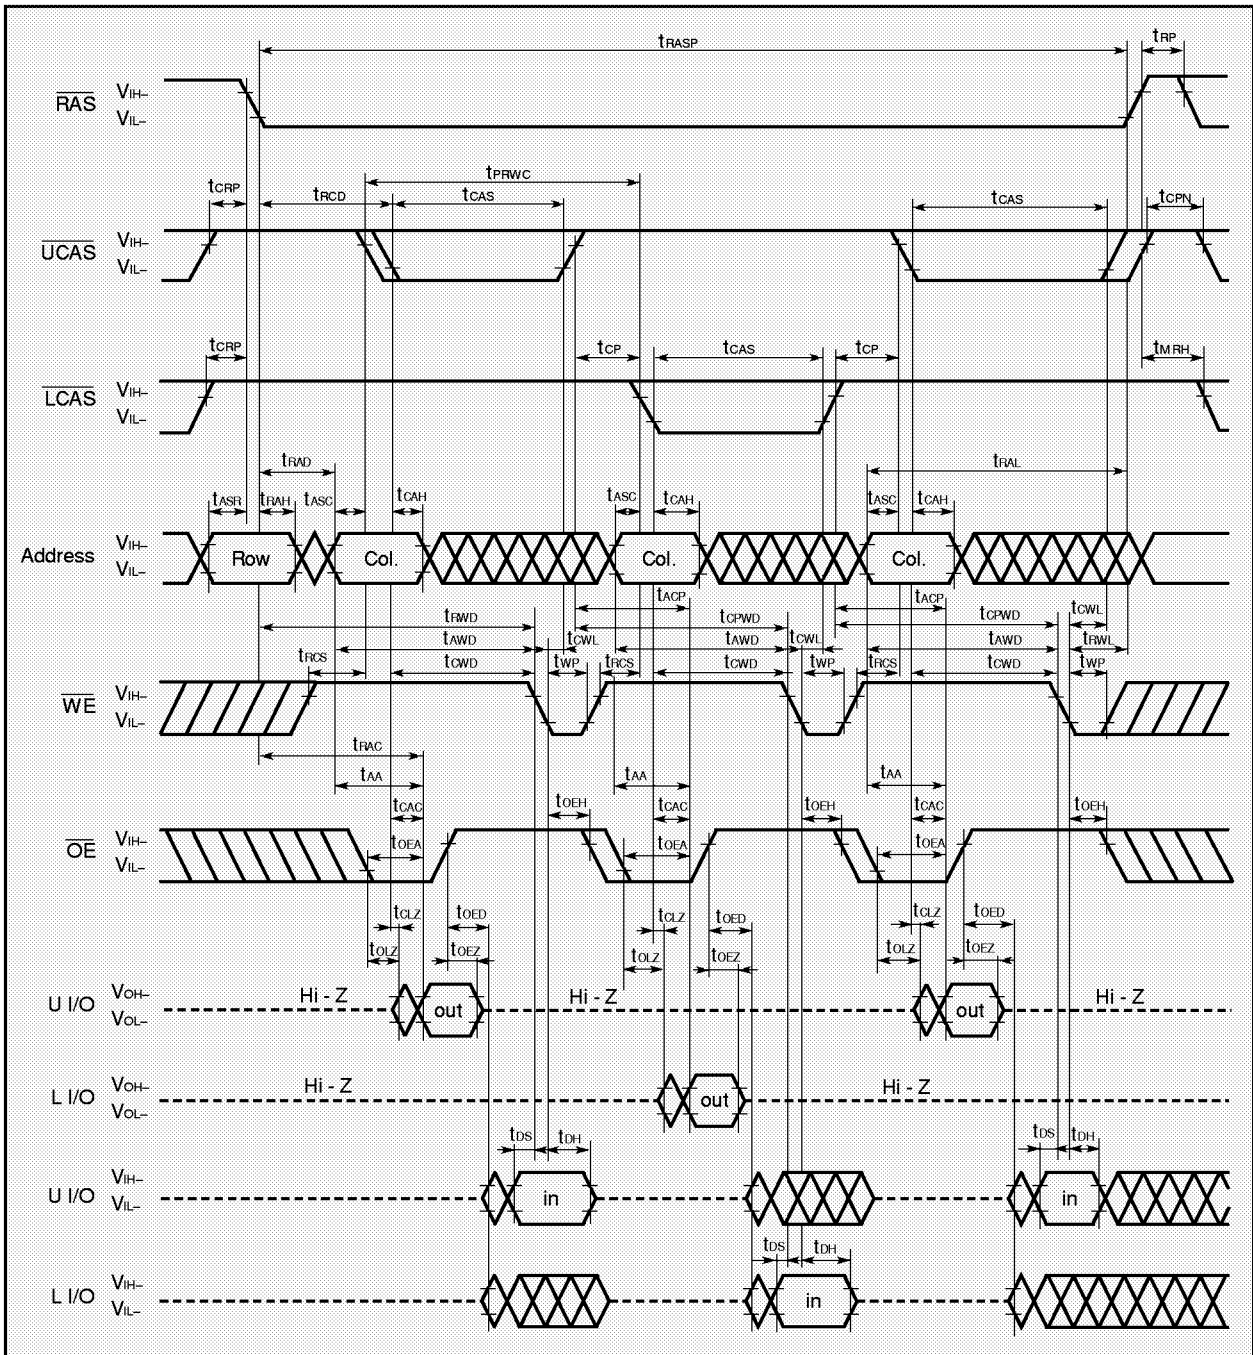 tRASP tRP
RAS VIH– VIL–
tPRWC
tCRP tRCD tCAS tCAS tCPN
UCAS VIH– VIL–
tCRP tCP tCAS tCP tMRH
LCAS VIH– VIL–
tRAD tRAL
tASR tRAH tASC tCAH tASC tCAH tASC tCAH
Address VIH– VIL– Row Col. Col. Col.
tACP tACP
tRWD tCPWD tCPWD tCWL
tAWD tCWL tAWD tCWL tAWD tRWL
tRCS tCWD tWP tRCS tCWD tWP tRCS tCWD tWP
WE VIH– VIL–
tRAC
tAA tAA tAA
tCAC tOEH tCAC tOEH tCAC tOEH
OE VIH– VIL– tOEA tOEA tOEA
tCLZ tOED tCLZ tOED tCLZ tOED
tOLZ tOEZ tOLZ tOEZ tOLZ tOEZ
U I/O VOH– VOL– Hi - Z out Hi - Z out Hi - Z
L I/O VOH– VOL– Hi - Z out Hi - Z
tDS tDH tDS tDH
U I/O VIH– VIL– in in
tDS tDH
L I/O VIH– VIL– in